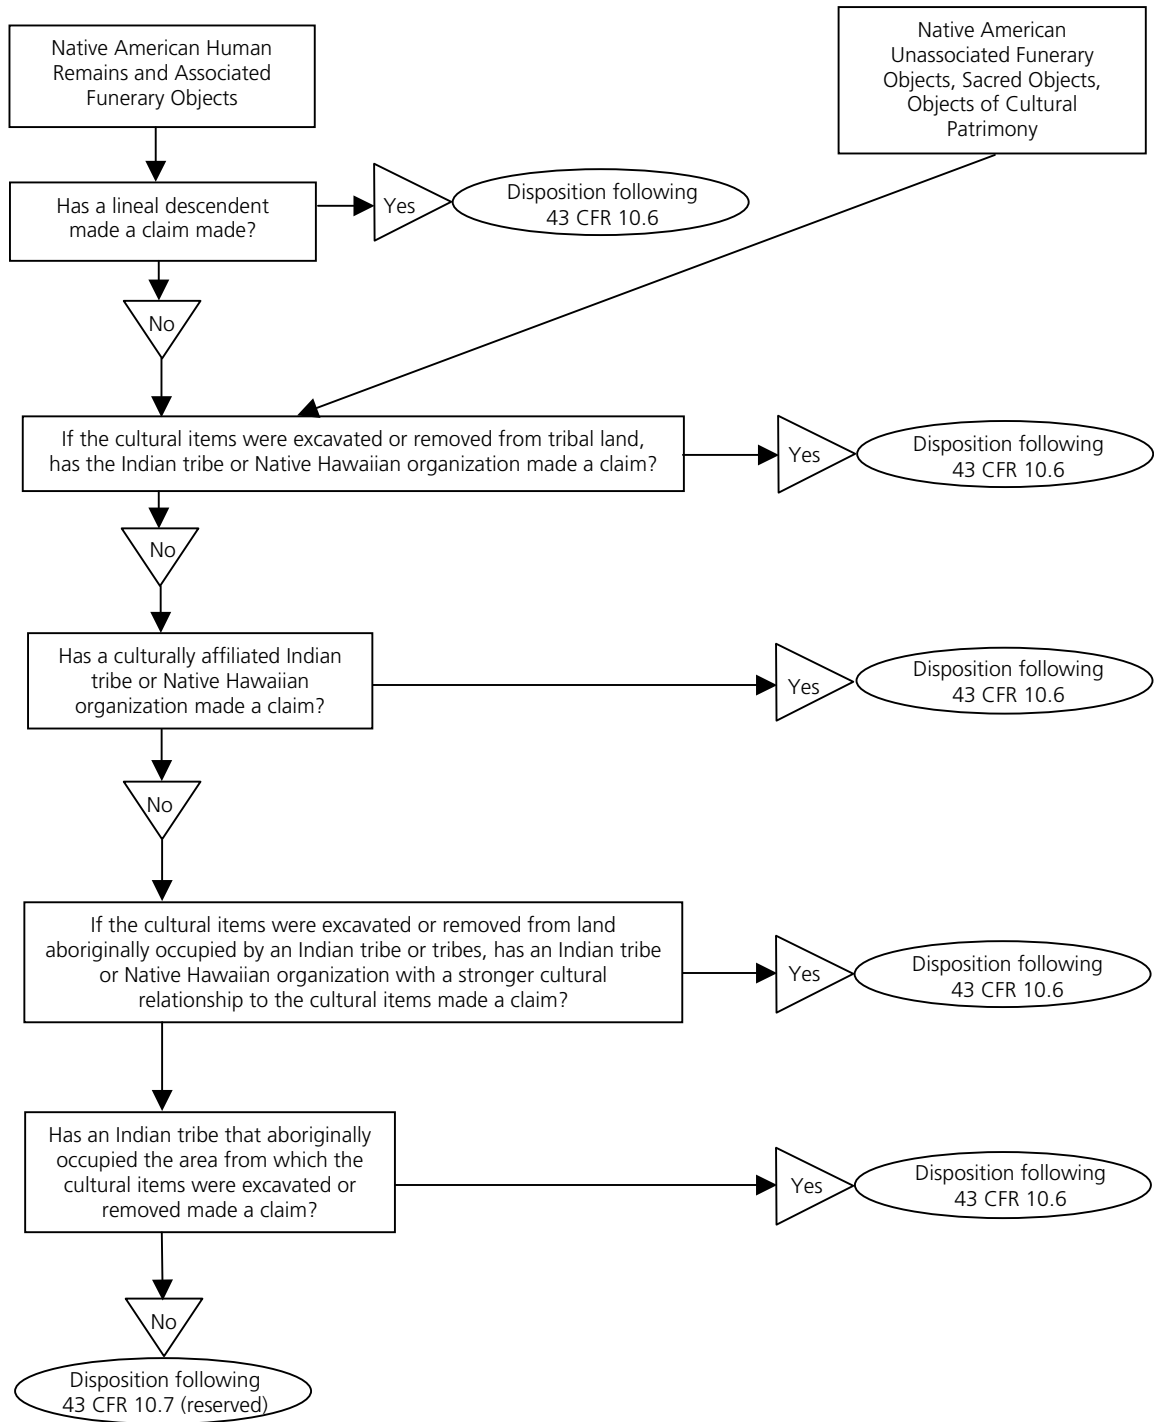 Native American Human
Remains and Associated
Funerary Objects
Native American
Unassociated Funerary
Objects, Sacred Objects,
Objects of Cultural
Patrimony
Has a lineal descendent
made a claim made?
Yes
Disposition following
43 CFR 10.6
No
If the cultural items were excavated or removed from tribal land,
has the Indian tribe or Native Hawaiian organization made a claim?
Yes
Disposition following
43 CFR 10.6
No
Has a culturally affiliated Indian
tribe or Native Hawaiian
organization made a claim?
Yes
Disposition following
43 CFR 10.6
No
If the cultural items were excavated or removed from land
aboriginally occupied by an Indian tribe or tribes, has an Indian tribe
or Native Hawaiian organization with a stronger cultural
relationship to the cultural items made a claim?
Yes
Disposition following
43 CFR 10.6
Has an Indian tribe that aboriginally
occupied the area from which the
cultural items were excavated or
removed made a claim?
Yes
Disposition following
43 CFR 10.6
No
Disposition following
43 CFR 10.7 (reserved)